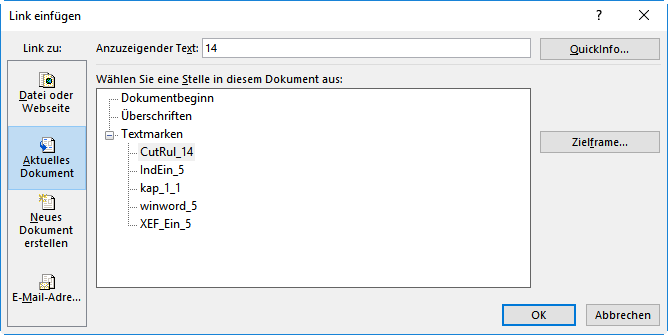 Link einfügen
Link zu:
Anzuzeigender Text: 14
QuickInfo...
Wählen Sie eine Stelle in diesem Dokument aus:
Datei oder
Webseite
Aktuelles
Dokument
Neues
Dokument
erstellen
E-Mail-Adre...
Dokumentbeginn
Überschriften
Textmarken
CutRul_14
IndEin_5
kap_1_1
winword_5
XEF_Ein_5
Zielframe...
OK
Abbrechen